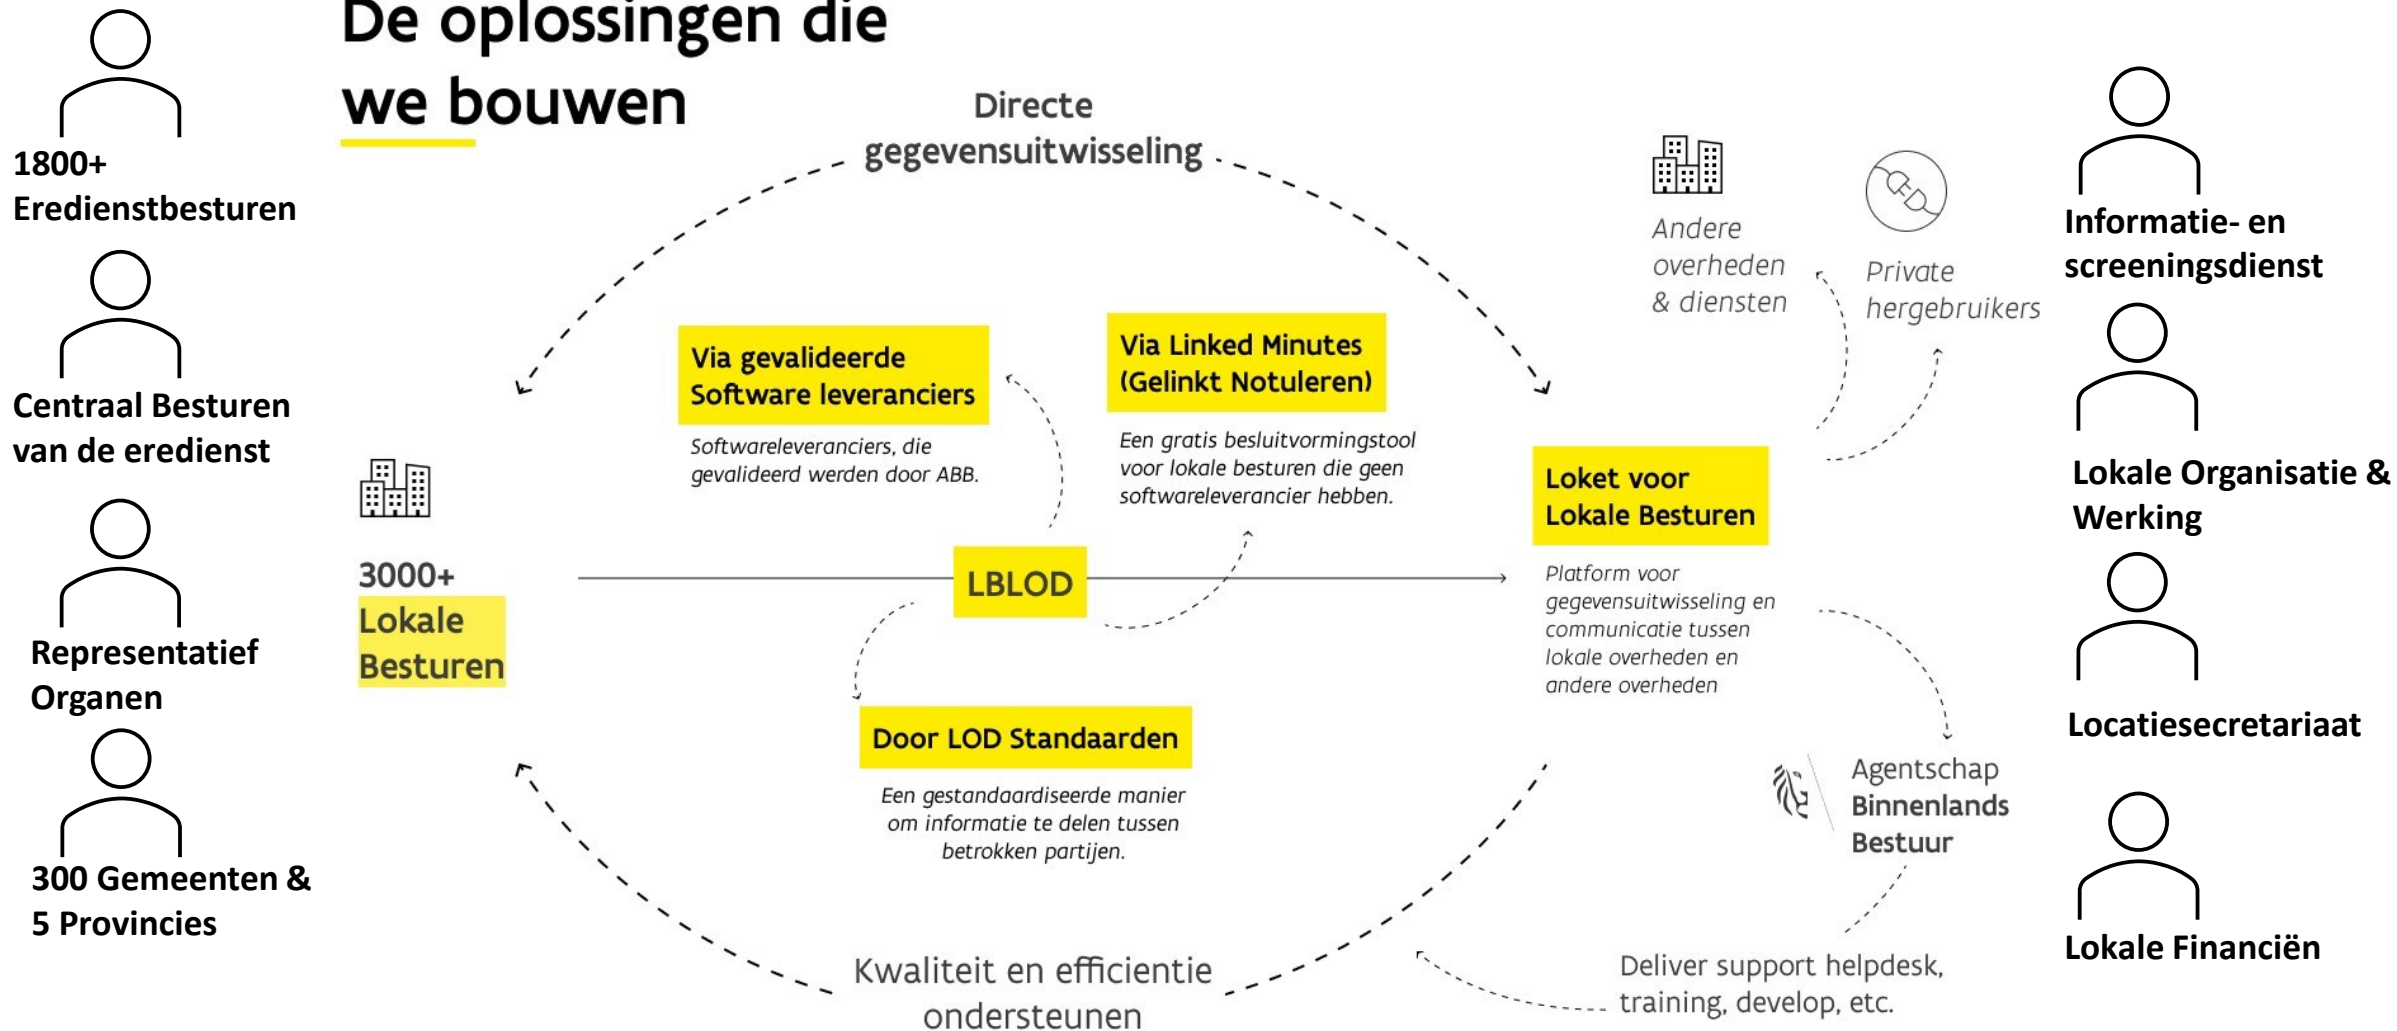 De oplossingen die
we bouwen
1800+
Eredienstbesturen
Centraal Besturen
van de eredienst
Representatief
Organen
300 Gemeenten &
5 Provincies
3000+
Lokale
Besturen
Directe
gegevensuitwisseling
Via gevalideerde
Software leveranciers
Softwareleveranciers, die
gevalideerd werden door ABB.
Via Linked Minutes
(Gelinkt Notuleren)
Een gratis besluitvormingstool
voor lokale besturen die geen
softwareleverancier hebben.
LBLOD
Door LOD Standaarden
Een gestandaardiseerde manier
om informatie te delen tussen
betrokken partijen.
Kwaliteit en efficientie
ondersteunen
Loket voor
Lokale Besturen
Platform voor
gegevensuitwisseling en
communicatie tussen
lokale overheden en
andere overheden
Andere
overheden
& diensten
Private
hergebruikers
Agentschap
Binnenlands
Bestuur
Deliver support helpdesk,
training, develop, etc.
Informatie- en
screeningsdienst
Lokale Organisatie &
Werking
Locatiesecretariaat
Lokale Financiën